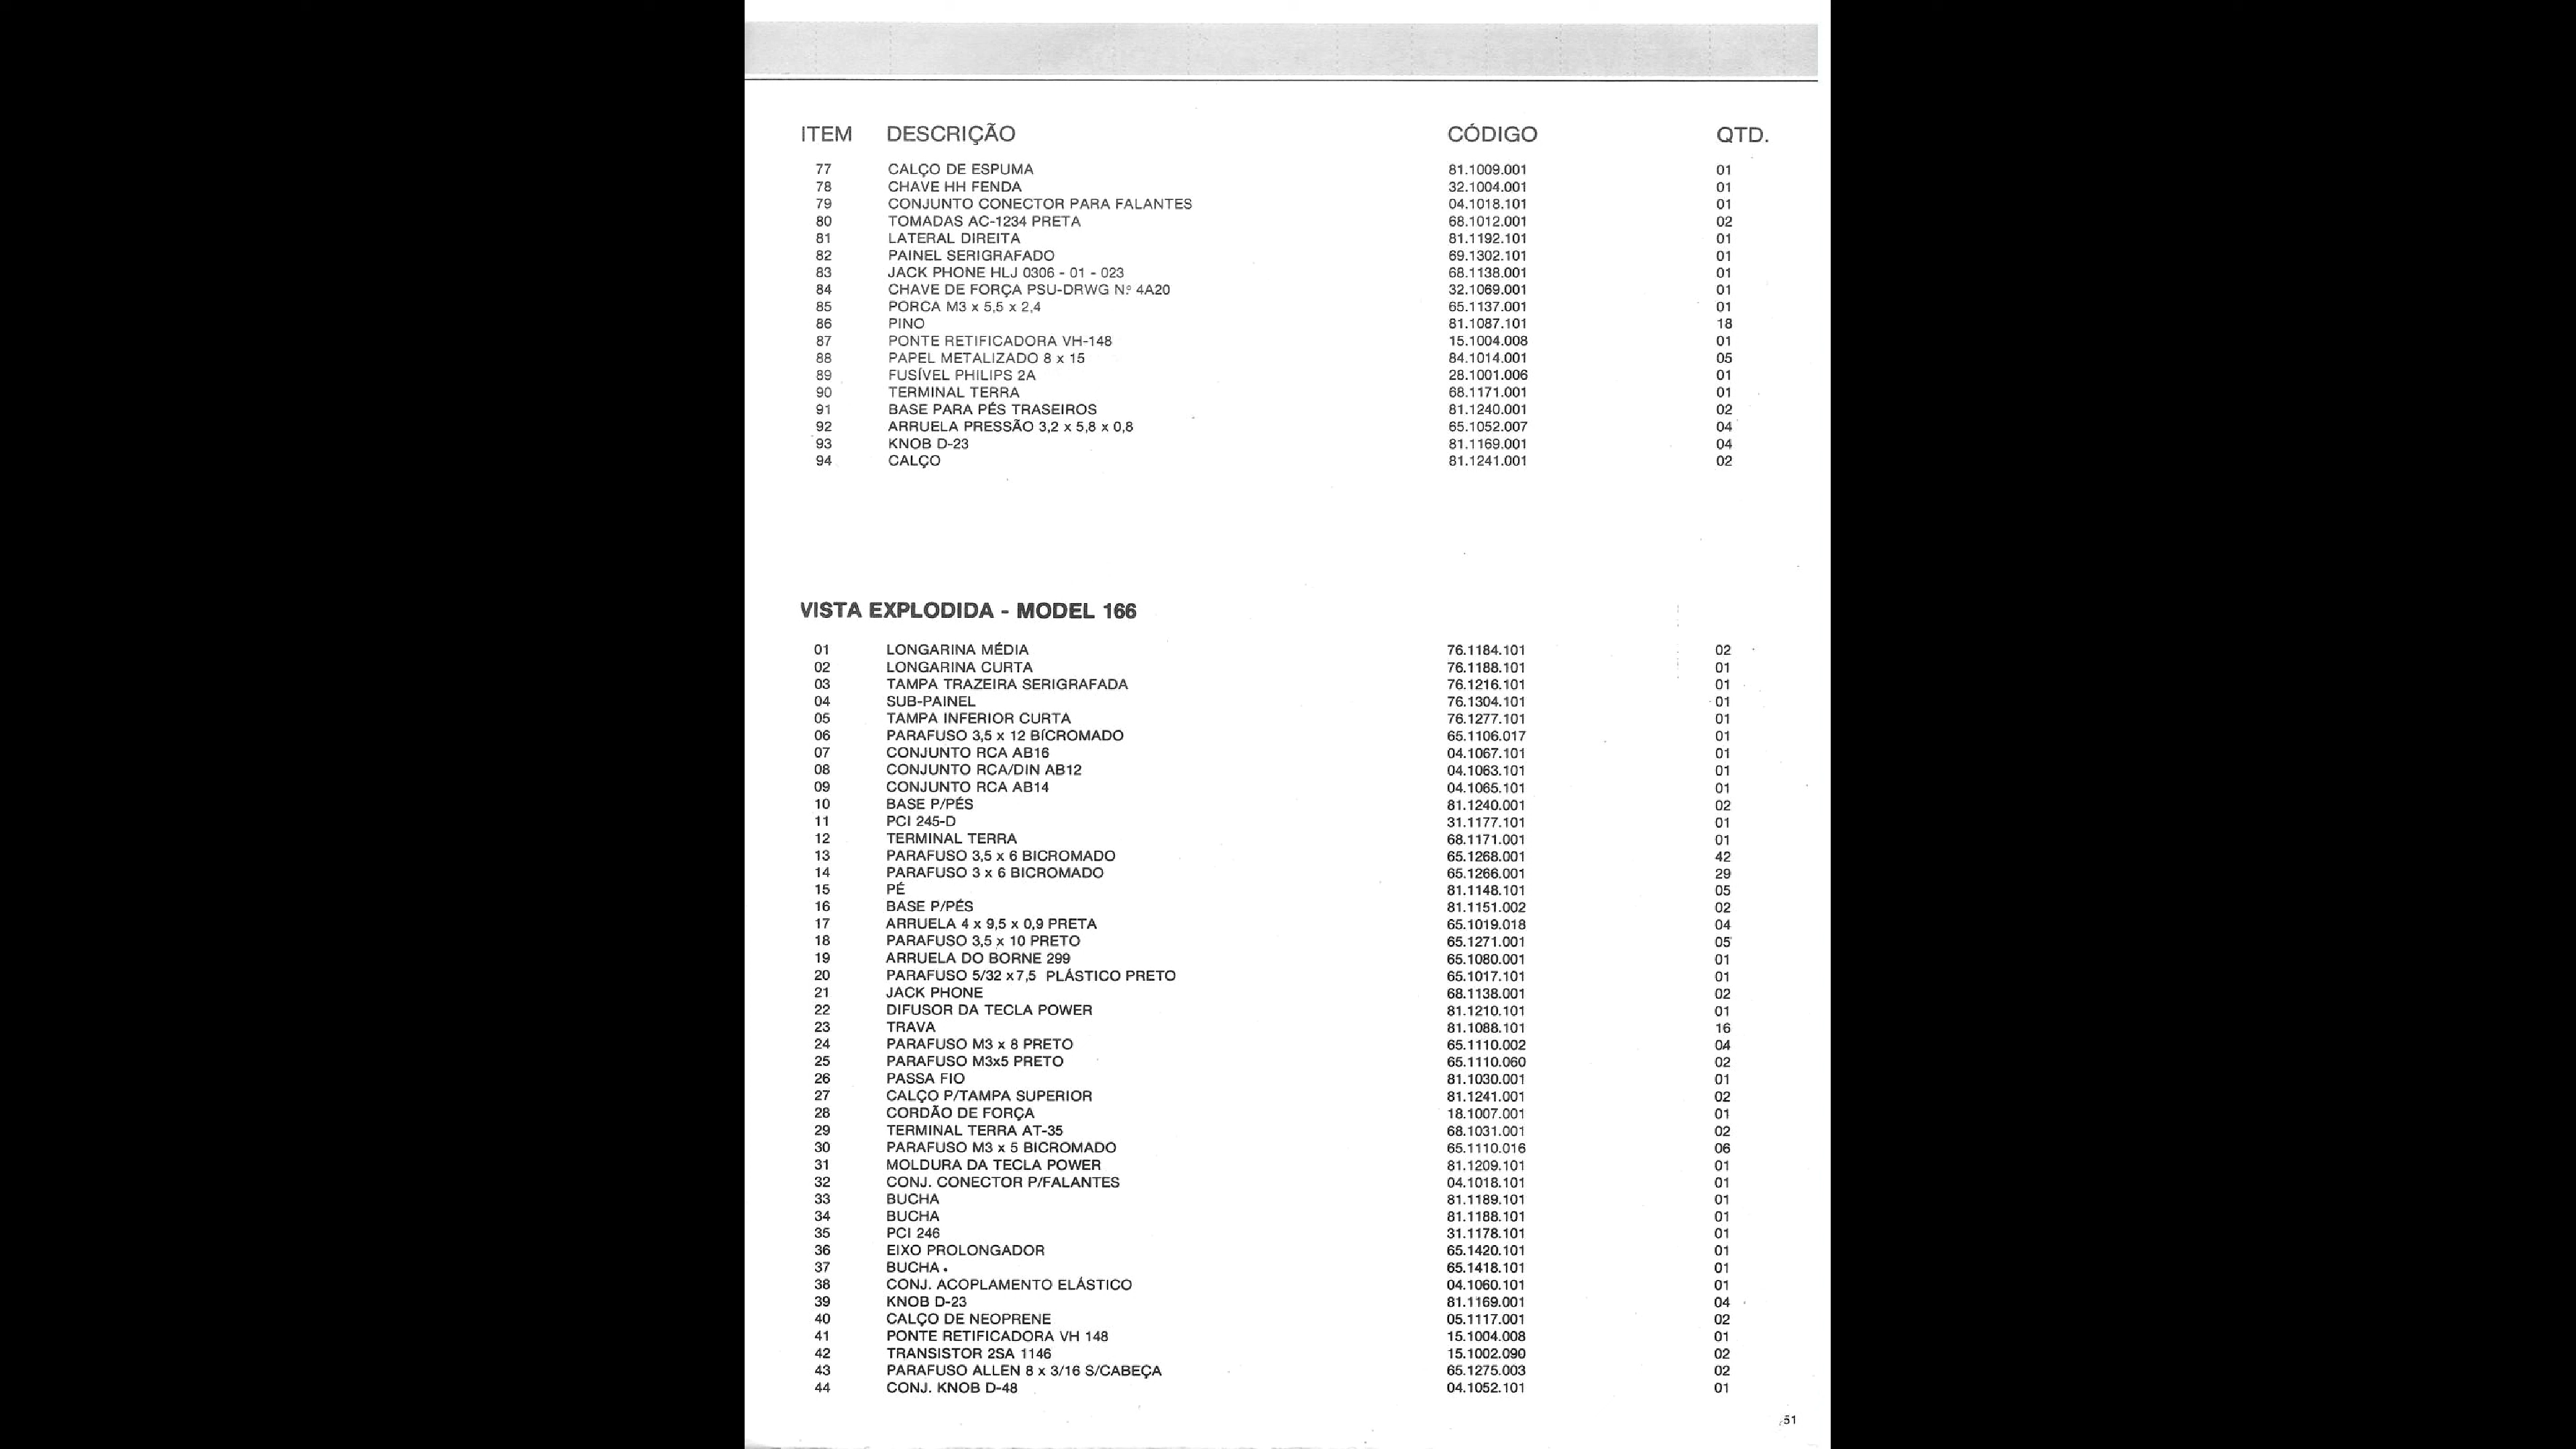 ITEM DESCRIÇÃO CÓDIGO QTD.
77 CALÇO DE ESPUMA 81.1009.001 01
78 CHAVE HH FENDA 32.1004.001 01
79 CONJUNTO CONECTOR PARA FALANTES 04.1018.101 01
80 TOMADAS AC-1234 PRETA 68.1012.001 02
81 LATERAL DIREITA 81.1192.101 01
82 PAINEL SERIGRAFADO 69.1302.101 01
83 JACK PHONE HLJ 0306 - 01 - 023 68.1138.001 01
84 CHAVE DE FORÇA PSU-DRWG Nº 4A20 32.1069.001 01
85 PORCA M3 x 5,5 x 2,4 65.1137.001 01
86 PINO 81.1087.101 18
87 PONTE RETIFICADORA VH-148 15.1004.008 01
88 PAPEL METALIZADO 8 x 15 84.1014.001 05
89 FUSÍVEL PHILIPS 2A 28.1001.006 01
90 TERMINAL TERRA 68.1171.001 01
91 BASE PARA PÉS TRASEIROS 81.1240.001 02
92 ARRUELA PRESSÃO 3,2 x 5,8 x 0,8 65.1052.007 04
93 KNOB D-23 81.1169.001 04
94 CALÇO 81.1241.001 02
VISTA EXPLODIDA - MODEL 166
01 LONGARINA MÉDIA 76.1184.101 02
02 LONGARINA CURTA 76.1188.101 01
03 TAMPA TRAZEIRA SERIGRAFADA 76.1216.101 01
04 SUB-PAINEL 76.1304.101 01
05 TAMPA INFERIOR CURTA 76.1277.101 01
06 PARAFUSO 3,5 x 12 BÍCROMADO 65.1106.017 01
07 CONJUNTO RCA AB16 04.1067.101 01
08 CONJUNTO RCA/DIN AB12 04.1063.101 01
09 CONJUNTO RCA AB14 04.1065.101 01
10 BASE P/PÉS 81.1240.001 02
11 PCI 245-D 31.1177.101 01
12 TERMINAL TERRA 68.1171.001 01
13 PARAFUSO 3,5 x 6 BICROMADO 65.1268.001 42
14 PARAFUSO 3 x 6 BICROMADO 65.1266.001 29
15 PÉ 81.1148.101 05
16 BASE P/PÉS 81.1151.002 02
17 ARRUELA 4 x 9,5 x 0,9 PRETA 65.1019.018 04
18 PARAFUSO 3,5 x 10 PRETO 65.1271.001 05
19 ARRUELA DO BORNE 299 65.1080.001 01
20 PARAFUSO 5/32 x 7,5 PLÁSTICO PRETO 65.1017.101 01
21 JACK PHONE 68.1138.001 02
22 DIFUSOR DA TECLA POWER 81.1210.101 01
23 TRAVA 81.1088.101 16
24 PARAFUSO M3 x 8 PRETO 65.1110.002 04
25 PARAFUSO M3x5 PRETO 65.1110.060 02
26 PASSA FIO 81.1030.001 01
27 CALÇO P/TAMPA SUPERIOR 81.1241.001 02
28 CORDÃO DE FORÇA 18.1007.001 01
29 TERMINAL TERRA AT-35 68.1031.001 02
30 PARAFUSO M3 x 5 BICROMADO 65.1110.016 06
31 MOLDURA DA TECLA POWER 81.1209.101 01
32 CONJ. CONECTOR P/FALANTES 04.1018.101 01
33 BUCHA 81.1189.101 01
34 BUCHA 81.1188.101 01
35 PCI 246 31.1178.101 01
36 EIXO PROLONGADOR 65.1420.101 01
37 BUCHA 65.1418.101 01
38 CONJ. ACOPLAMENTO ELÁSTICO 04.1060.101 01
39 KNOB D-23 81.1169.001 04
40 CALÇO DE NEOPRENE 05.1117.001 02
41 PONTE RETIFICADORA VH 148 15.1004.008 01
42 TRANSISTOR 2SA 1146 15.1002.090 02
43 PARAFUSO ALLEN 8 x 3/16 S/CABEÇA 65.1275.003 02
44 CONJ. KNOB D-48 04.1052.101 01
51